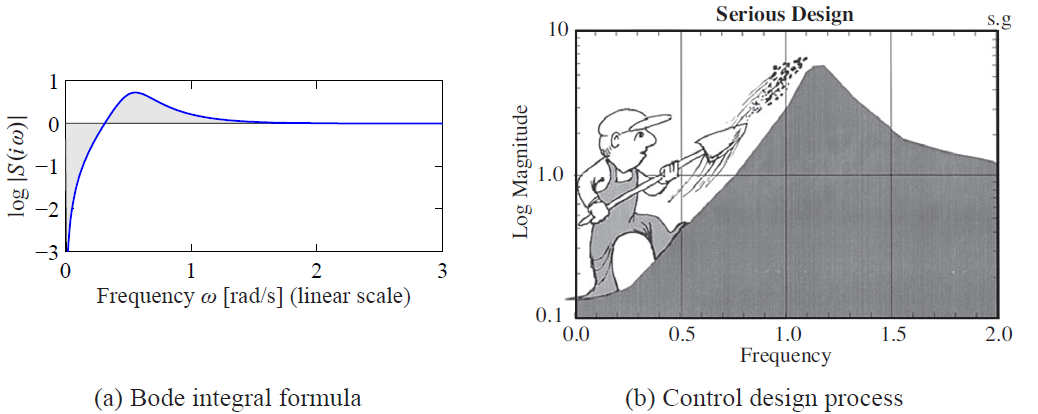 Serious Design
s.g
10
1
0
−1
−2
−3
log |S(i ω)|
0
1
2
3
Frequency ω [rad/s] (linear scale)
Log Magnitude
1.0
0.1
0.0
0.5
1.0
1.5
2.0
Frequency
(a) Bode integral formula
(b) Control design process